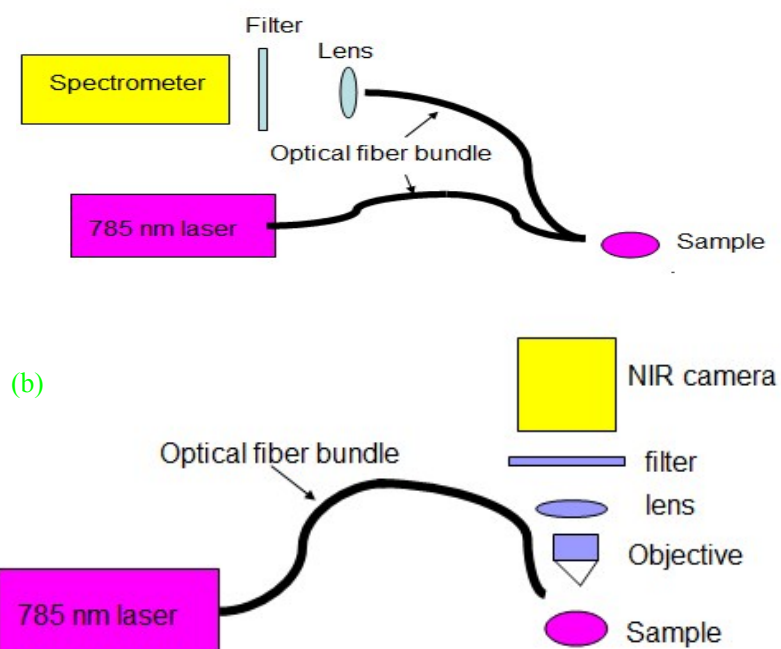 Filter
Lens
Spectrometer
Optical fiber bundle
785 nm laser
Sample
(b)
NIR camera
Optical fiber bundle
filter
lens
Objective
785 nm laser
Sample